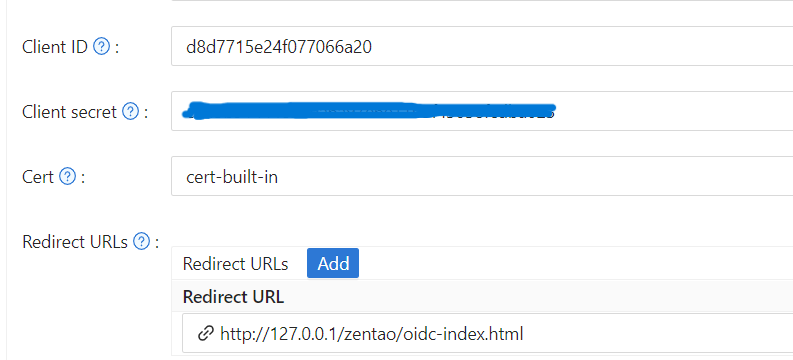 Client ID ? :
d8d7715e24f077066a20
Client secret ? :
Cert ? :
cert-built-in
Redirect URLs ? :
Redirect URLs Add
Redirect URL
http://127.0.0.1/zentao/oidc-index.html